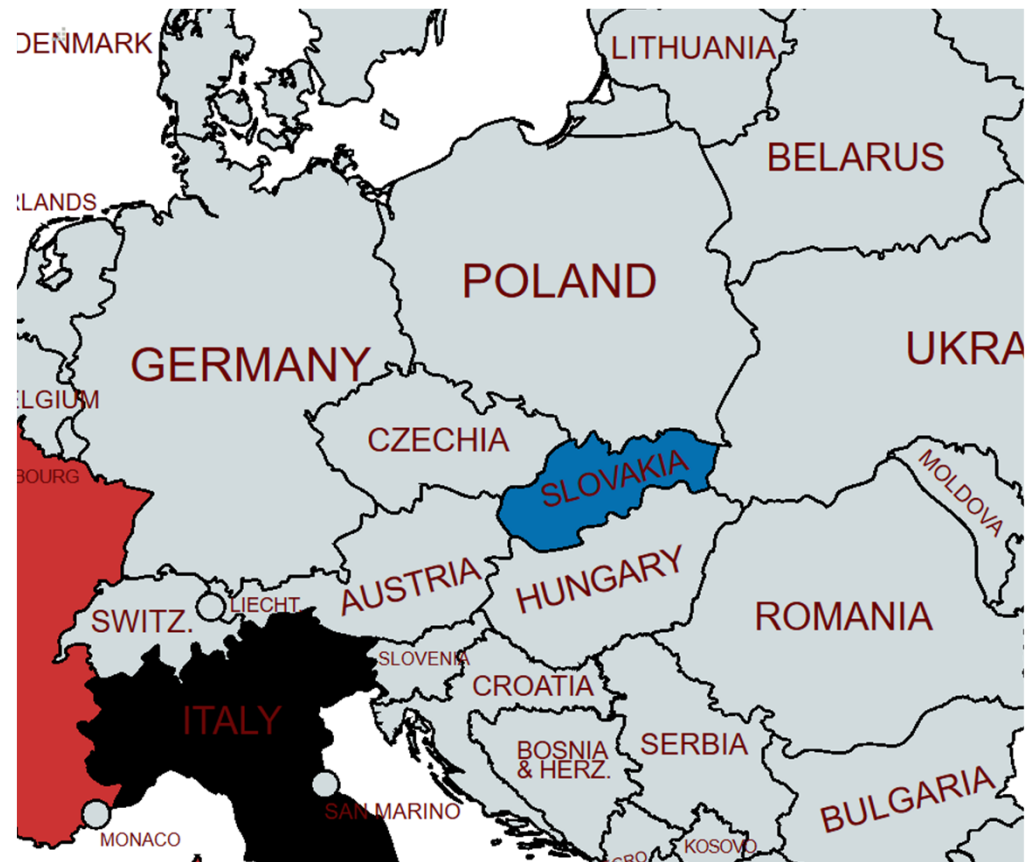 DENMARK
LITHUANIA
BELARUS
RLANDS
POLAND
UKRA
GERMANY
ELGIUM
CZECHIA
SLOVAKIA
MOLDOVA
BOURG
AUSTRIA
HUNGARY
LIECHT.
SWITZ.
ROMANIA
SLOVENIA
CROATIA
ITALY
SERBIA
BOSNIA
& HERZ.
BULGARIA
SAN MARINO
MONACO
KOSOVO
GRO